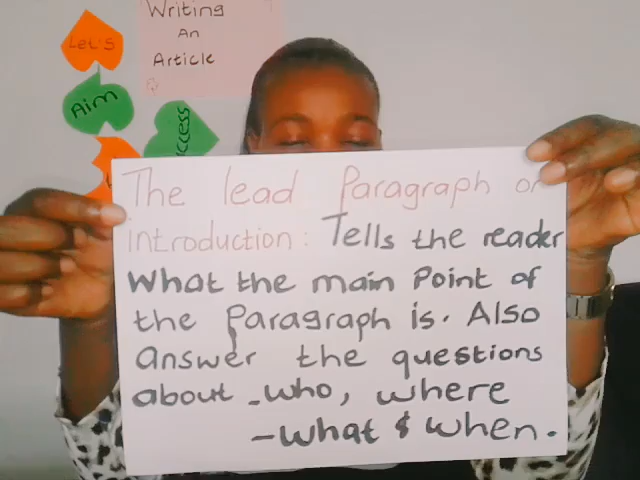 Writing
An
Article
Let's
Aim
The lead Paragraph or
introduction: Tells the reader
What the main Point of
the Paragraph is. Also
answer the questions
about -who, where
-What & when.